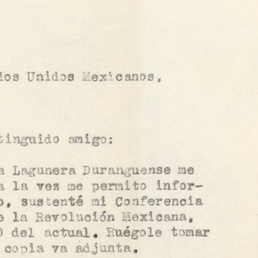 dos Unidos Mexicanos,
tinguido amigo:
a Lagunera Duranguense me
a la vez me permito infor-
o, sustenté mi Conferencia
e la Revolución Mexicana,
0 del actual. Ruégole tomar
copia va adjunta.